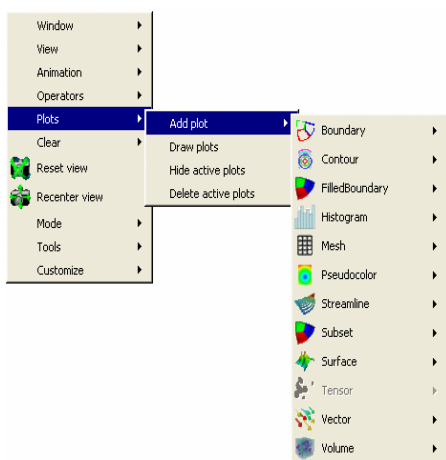 Window
View
Animation
Operators
Plots
Clear
Reset view
Recenter view
Mode
Tools
Customize
Add plot
Draw plots
Hide active plots
Delete active plots
Boundary
Contour
FilledBoundary
Histogram
Mesh
Pseudocolor
Streamline
Subset
Surface
Tensor
Vector
Volume